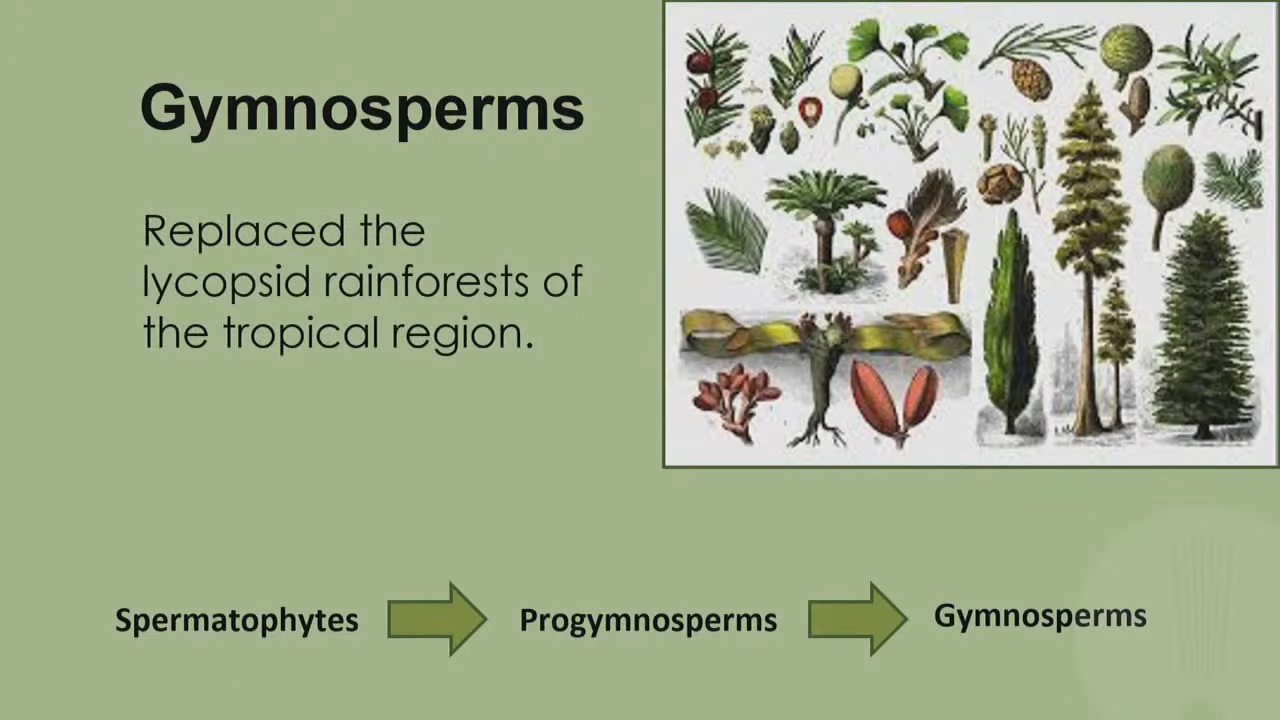 Gymnosperms
Replaced the
lycopsid rainforests of
the tropical region.
Spermatophytes
Progymnosperms
Gymnosperms